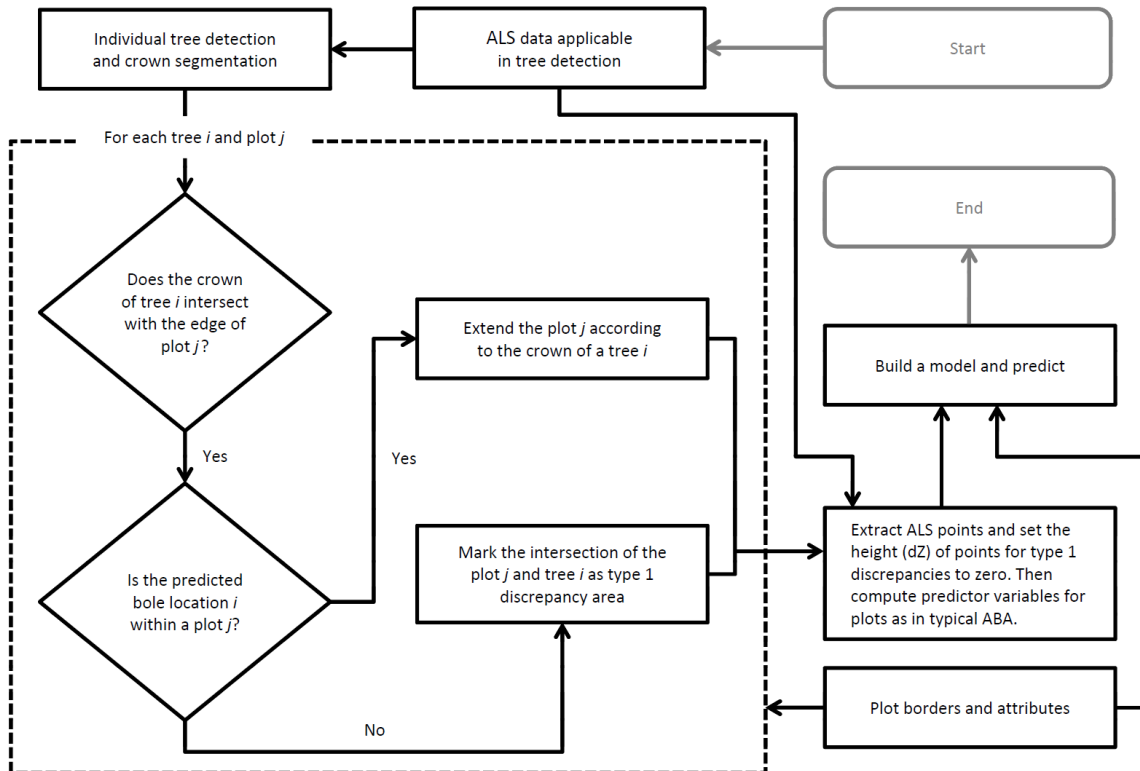 Individual tree detection
and crown segmentation
ALS data applicable
in tree detection
Start
For each tree i and plot j
End
Does the crown
of tree i intersect
with the edge of
plot j?
Extend the plot j according
to the crown of a tree i
Build a model and predict
Yes
Yes
Is the predicted
bole location i
within a plot j?
Mark the intersection of the
plot j and tree i as type 1
discrepancy area
Extract ALS points and set the
height (dZ) of points for type 1
discrepancies to zero. Then
compute predictor variables for
plots as in typical ABA.
No
Plot borders and attributes